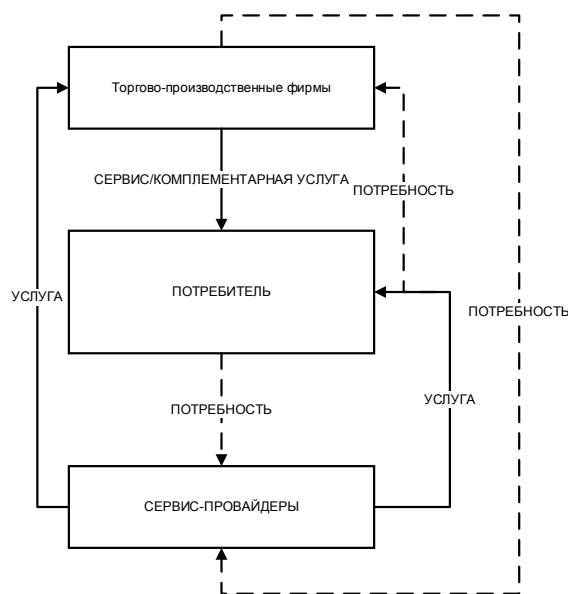 Торгово-производственные фирмы
СЕРВИС/КОМПЛЕМЕНТАРНАЯ УСЛУГА
ПОТРЕБНОСТЬ
ПОТРЕБИТЕЛЬ
УСЛУГА
ПОТРЕБНОСТЬ
ПОТРЕБНОСТЬ
УСЛУГА
СЕРВИС-ПРОВАЙДЕРЫ